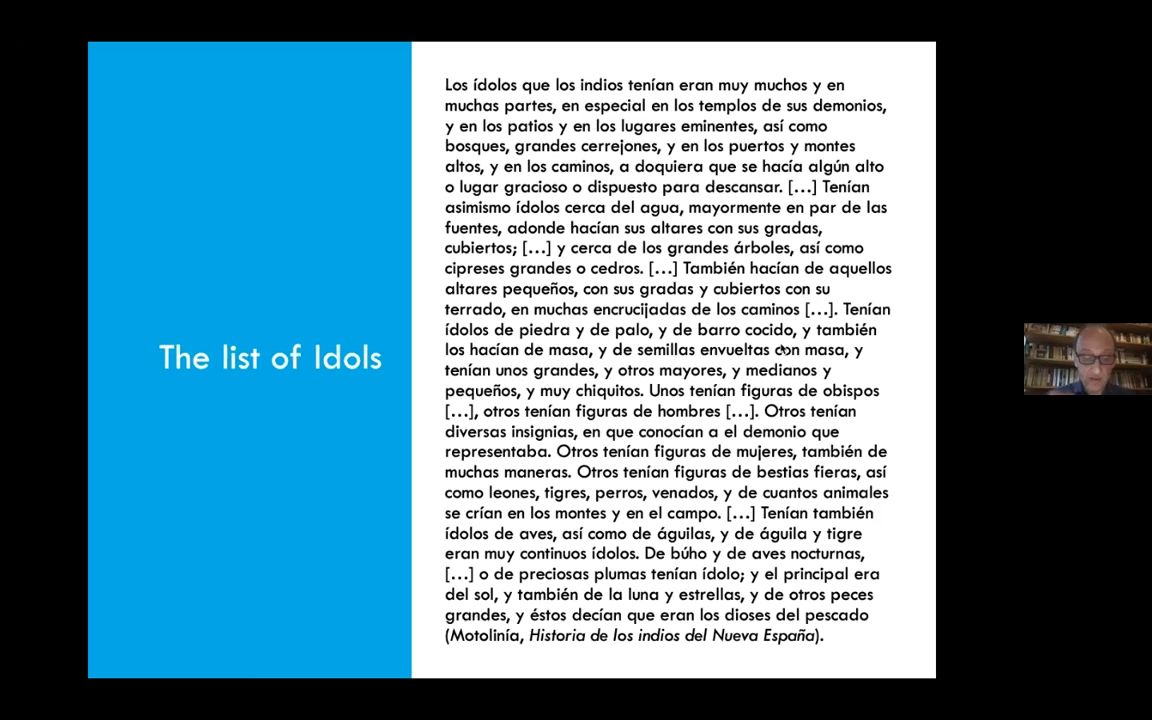 The list of Idols
Los ídolos que los indios tenían eran muy muchos y en
muchas partes, en especial en los templos de sus demonios,
y en los patios y en los lugares eminentes, así como
bosques, grandes cerrejones, y en los puertos y montes
altos, y en los caminos, a doquiera que se hacía algún alto
o lugar gracioso o dispuesto para descansar. […] Tenían
asimismo ídolos cerca del agua, mayormente en par de las
fuentes, adonde hacían sus altares con sus gradas,
cubiertos; […] y cerca de los grandes árboles, así como
cipreses grandes o cedros. […] También hacían de aquellos
altares pequeños, con sus gradas y cubiertos con su
terrado, en muchas encrucijadas de los caminos […]. Tenían
ídolos de piedra y de palo, y de barro cocido, y también
los hacían de masa, y de semillas envueltas con masa, y
tenían unos grandes, y otros mayores, y medianos y
pequeños, y muy chiquitos. Unos tenían figuras de obispos
[…], otros tenían figuras de hombres […]. Otros tenían
diversas insignias, en que conocían a el demonio que
representaba. Otros tenían figuras de mujeres, también de
muchas maneras. Otros tenían figuras de bestias fieras, así
como leones, tigres, perros, venados, y de cuantos animales
se crían en los montes y en el campo. […] Tenían también
ídolos de aves, así como de águilas, y de águila y tigre
eran muy continuos ídolos. De búho y de aves nocturnas,
[…] o de preciosas plumas tenían ídolo; y el principal era
del sol, y también de la luna y estrellas, y de otros peces
grandes, y éstos decían que eran los dioses del pescado
(Motolinía, Historia de los indios del Nueva España).